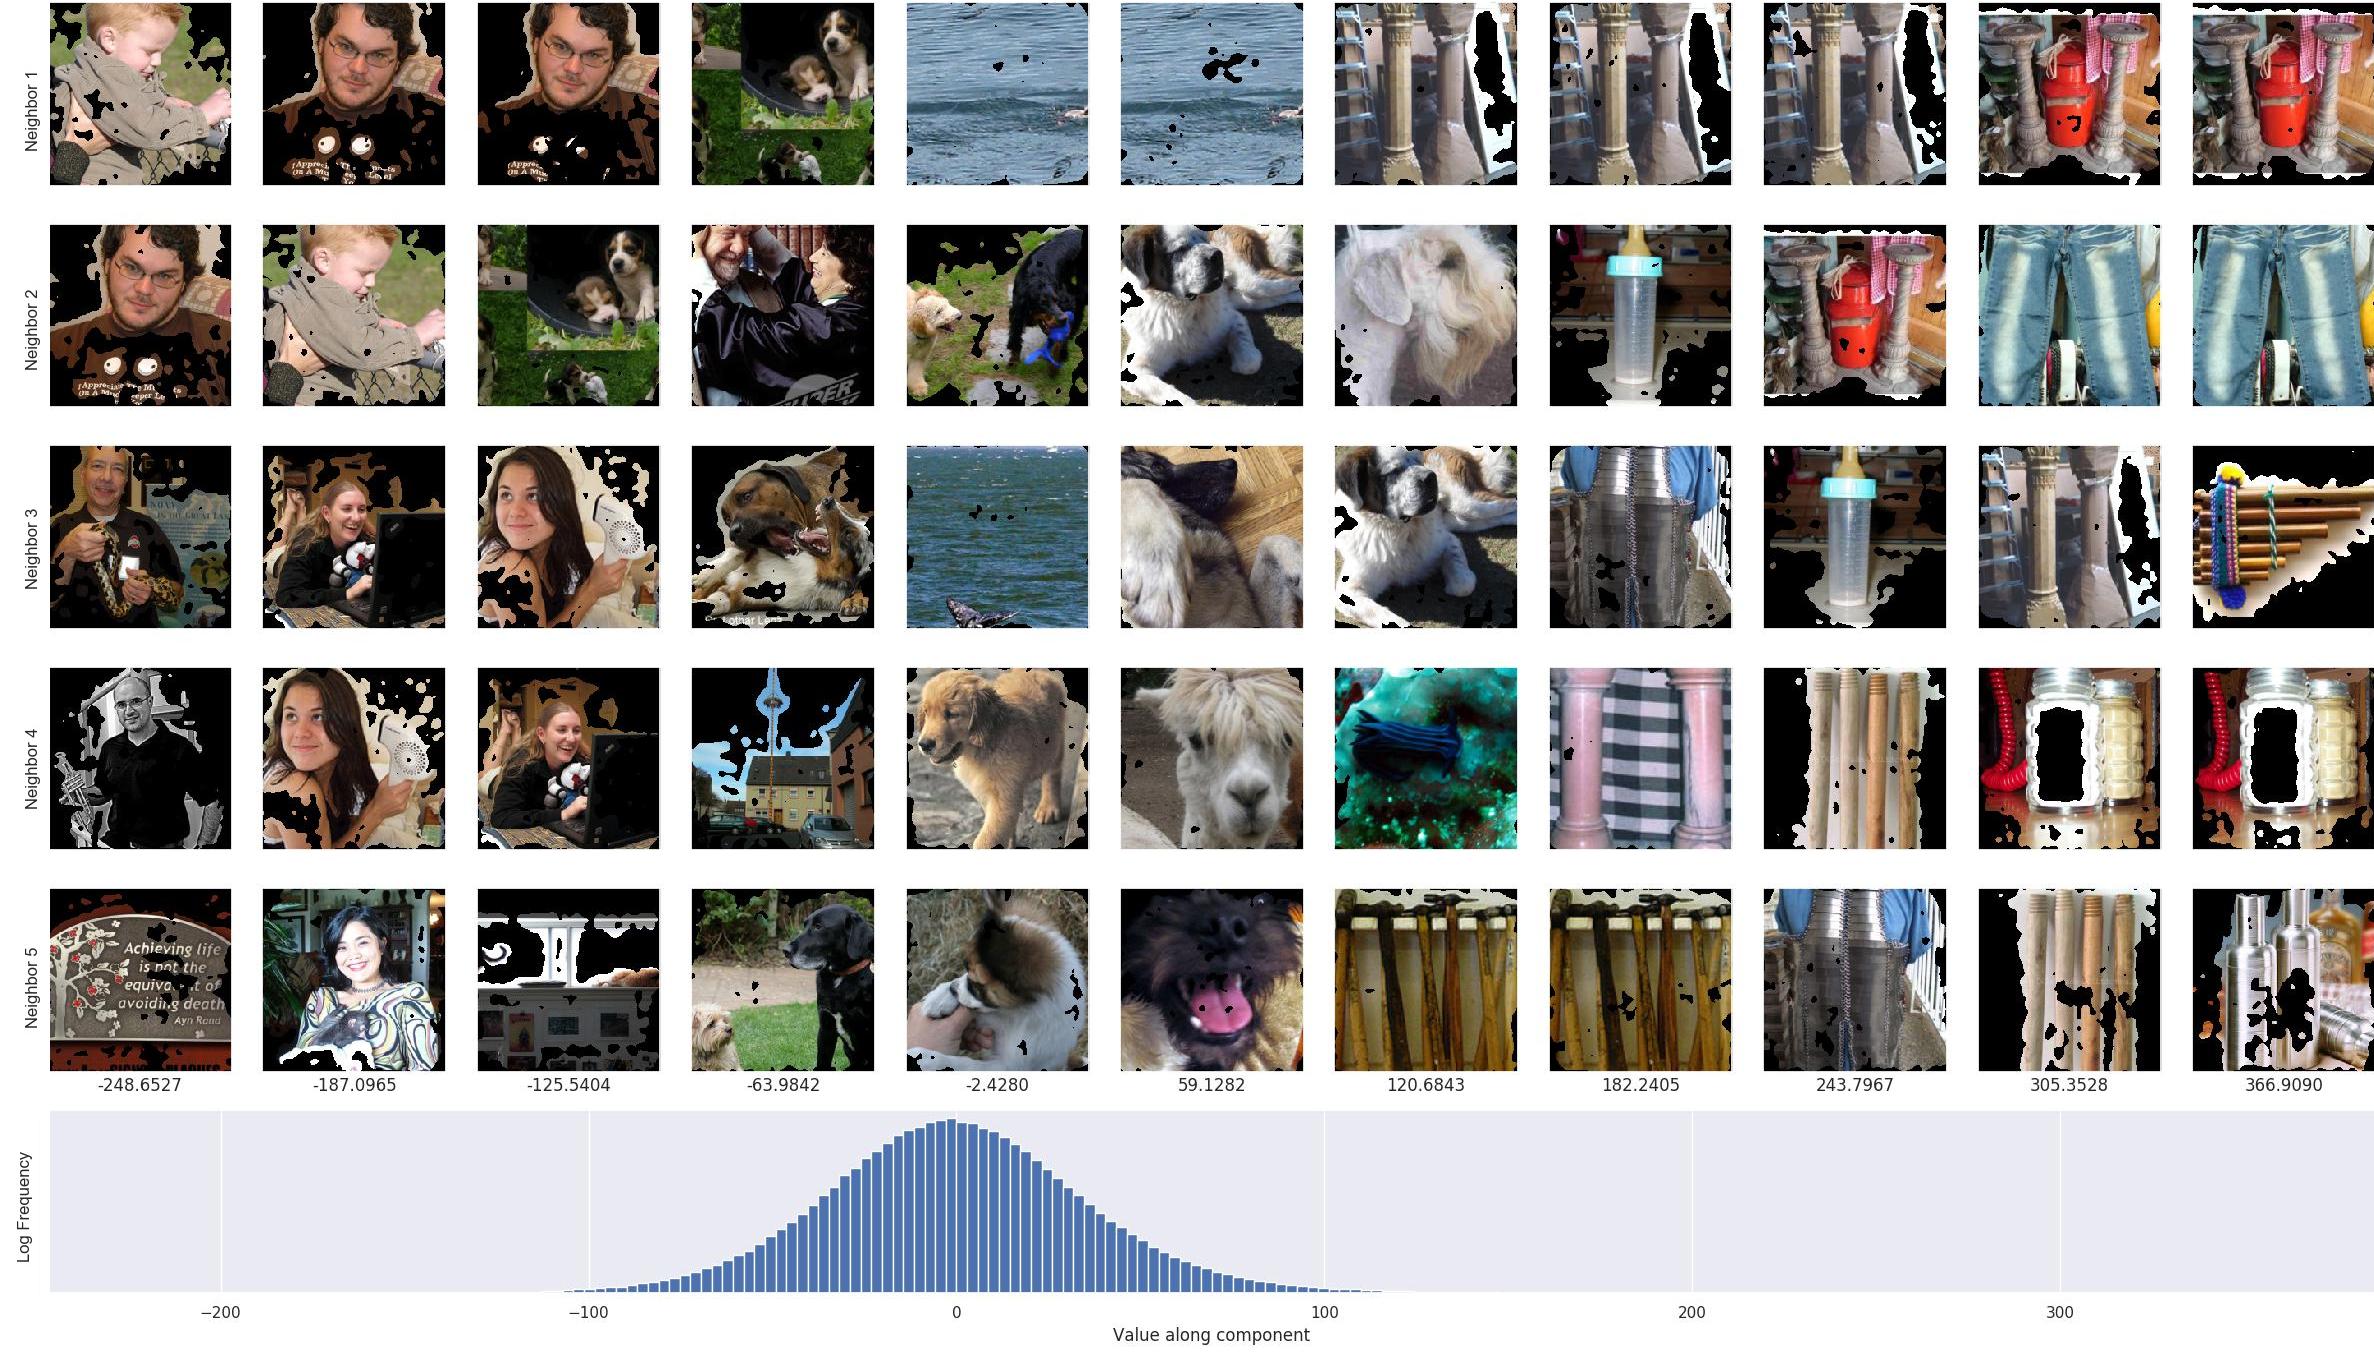 Neighbor 1
Neighbor 2
Neighbor 3
Lothar Len
Neighbor 4
Neighbor 5
Achieving life
is not the
of
avoiding death
Ayn Rand
-248.6527 -187.0965 -125.5404 -63.9842 -2.4280 59.1282 120.6843 182.2405 243.7967 305.3528 366.9090
Log Frequency
−200 −100 0 100 200 300
Value along component